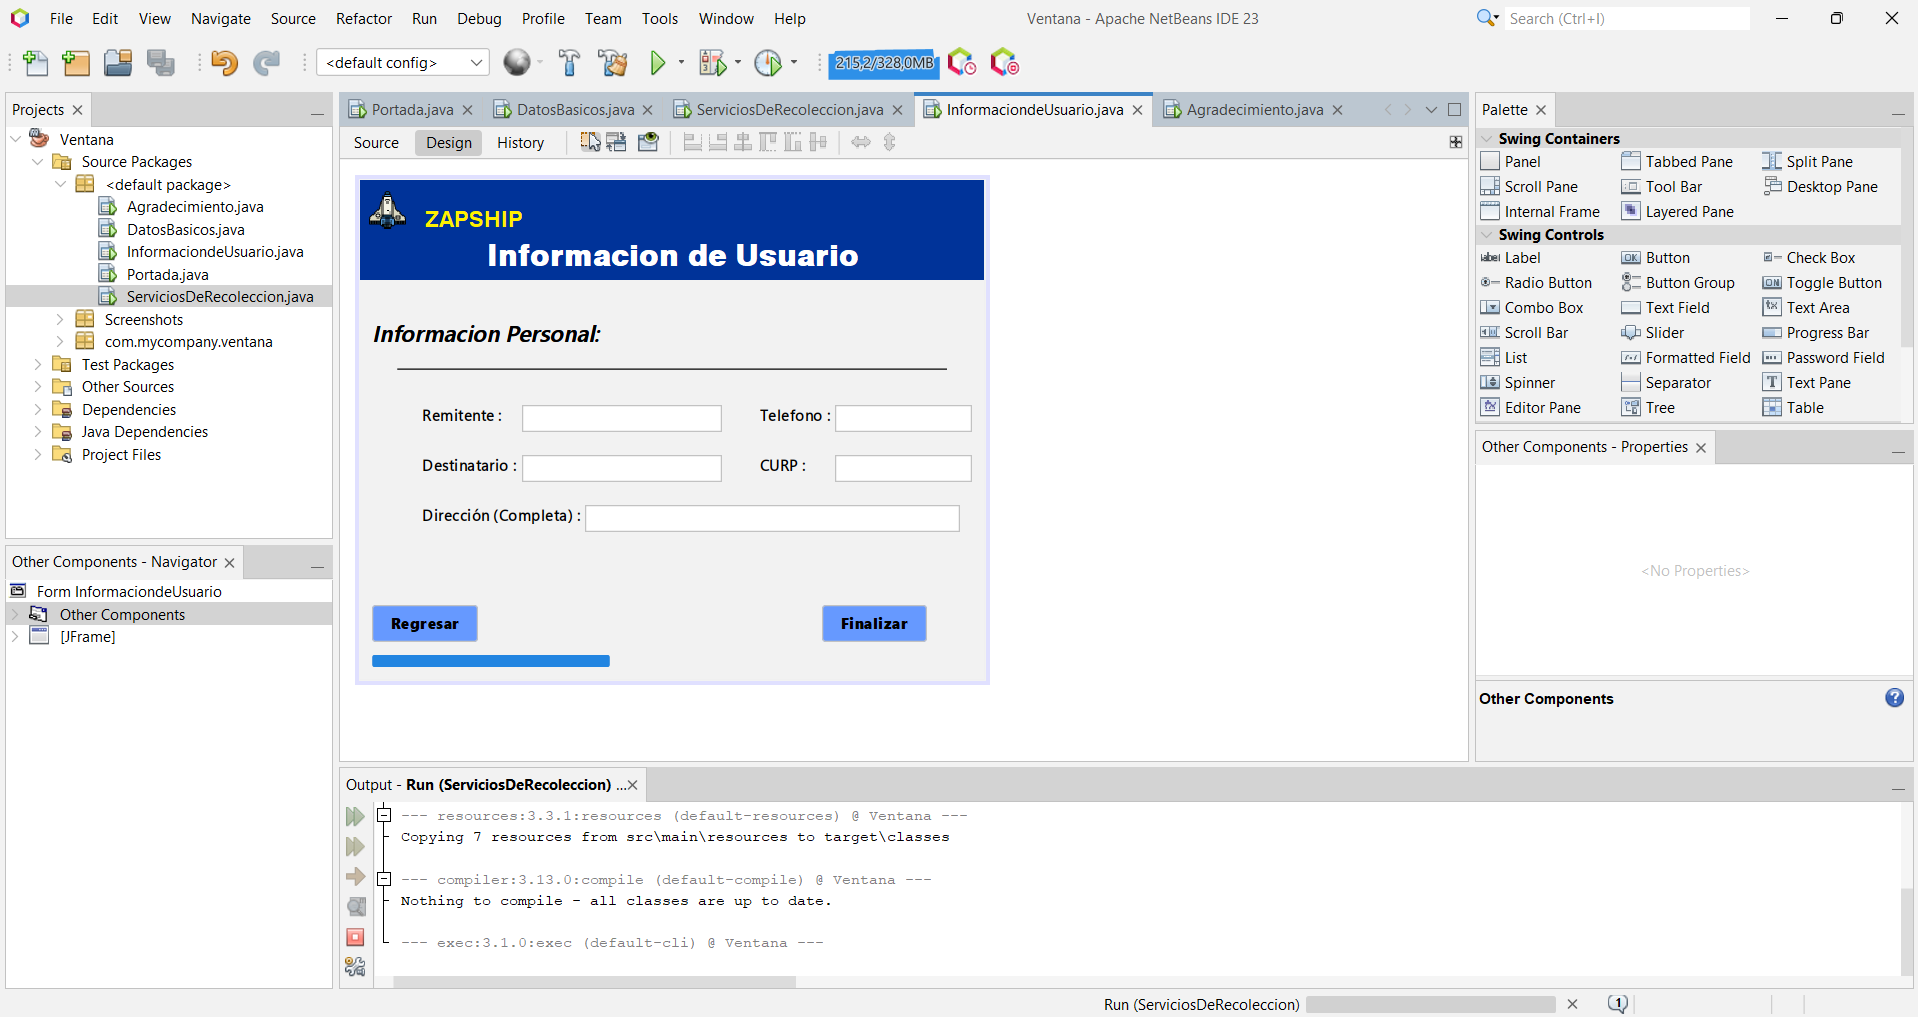 File Edit View Navigate Source Refactor Run Debug Profile Team Tools Window Help
Ventana - Apache NetBeans IDE 23
Search (Ctrl+I)
<default config>
215,2/328,0MB
Projects
Ventana
Source Packages
<default package>
Agradecimiento.java
DatosBasicos.java
InformaciondeUsuario.java
Portada.java
ServiciosDeRecoleccion.java
Screenshots
com.mycompany.ventana
Test Packages
Other Sources
Dependencies
Java Dependencies
Project Files
Other Components - Navigator
Form InformaciondeUsuario
Other Components
[JFrame]
Portada.java DatosBasicos.java ServiciosDeRecoleccion.java InformaciondeUsuario.java Agradecimiento.java
Source Design History
ZAPSHIP
Informacion de Usuario
Informacion Personal:
Remitente : Telefono :
Destinatario : CURP :
Dirección (Completa) :
Regresar Finalizar
Palette
Swing Containers
Panel Tabbed Pane Split Pane
Scroll Pane Tool Bar Desktop Pane
Internal Frame Layered Pane
Swing Controls
label Label OK Button Check Box
Radio Button Button Group ON Toggle Button
Combo Box Text Field Text Area
Scroll Bar Slider Progress Bar
List Formatted Field Password Field
Spinner Separator Text Pane
Editor Pane Tree Table
Other Components - Properties
<No Properties>
Other Components
Output - Run (ServiciosDeRecoleccion) ...
--- resources:3.3.1:resources (default-resources) @ Ventana ---
Copying 7 resources from src\main\resources to target\classes
--- compiler:3.13.0:compile (default-compile) @ Ventana ---
Nothing to compile - all classes are up to date.
--- exec:3.1.0:exec (default-cli) @ Ventana ---
Run (ServiciosDeRecoleccion)
1